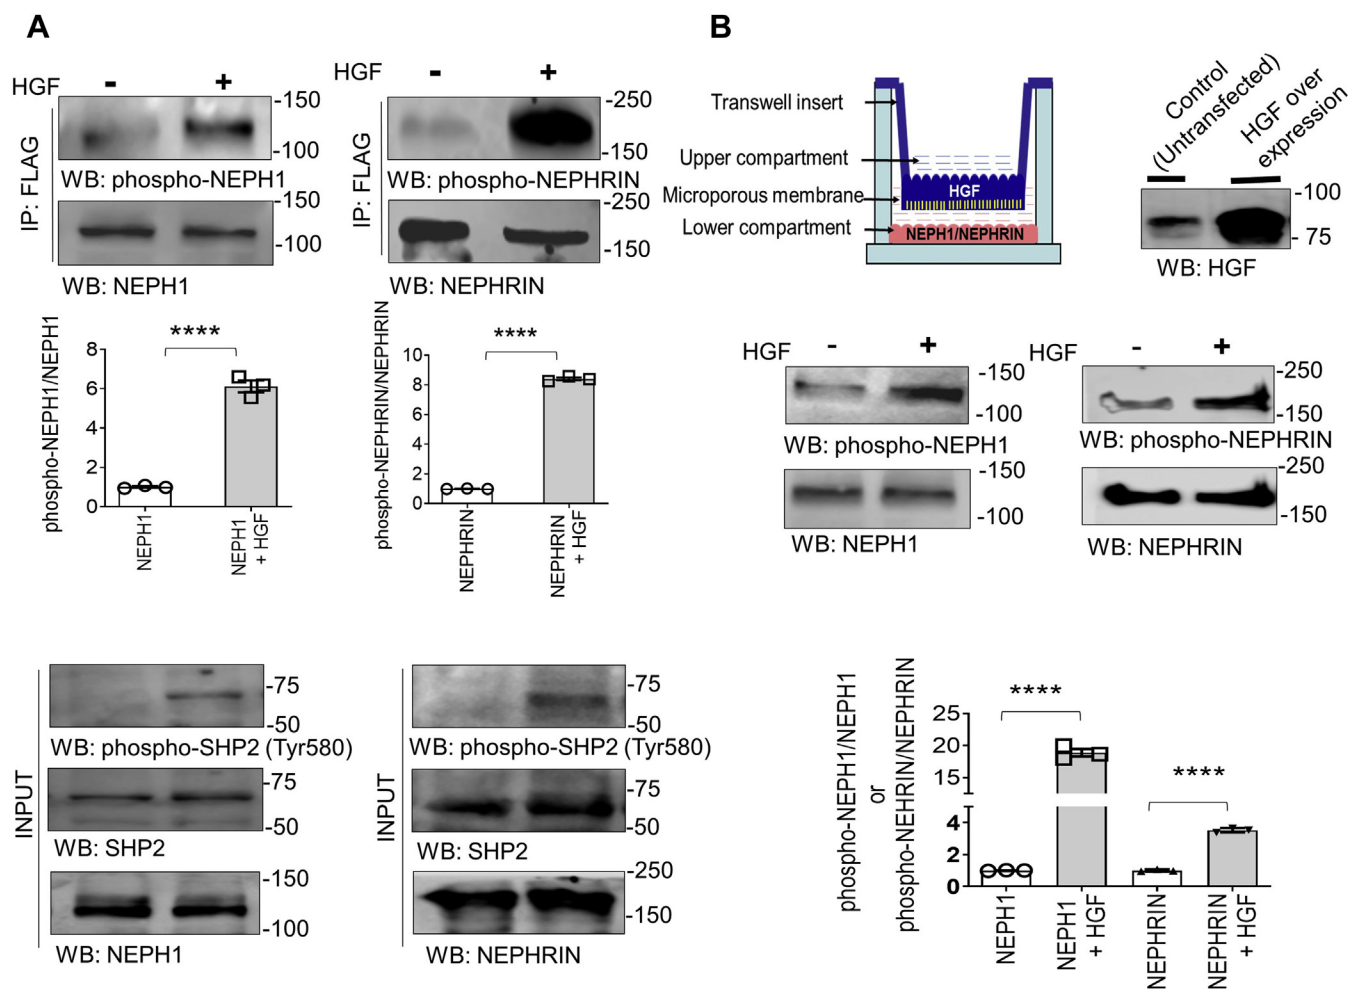 A
HGF - +
-150
-100
IP: FLAG
WB: phospho-NEPH1
-150
-100
WB: NEPH1
HGF - +
-250
-150
IP: FLAG
WB: phospho-NEPHRIN
-250
-150
WB: NEPHRIN
phospho-NEPH1/NEPH1
8
6
4
2
0
****
NEPH1
NEPH1
+ HGF
phospho-NEPHRIN/NEPHRIN
10
8
6
4
2
0
****
NEPHRIN
NEPHRIN
+ HGF
INPUT
-75
-50
WB: phospho-SHP2 (Tyr580)
-75
-50
WB: SHP2
-150
-100
WB: NEPH1
INPUT
-75
-50
WB: phospho-SHP2 (Tyr580)
-75
-50
WB: SHP2
-250
-150
WB: NEPHRIN
B
Transwell insert
Upper compartment
Microporous membrane
Lower compartment
HGF
NEPH1/NEPHRIN
Control
(Untransfected)
HGF over
expression
-100
- 75
WB: HGF
HGF - +
-150
-100
WB: phospho-NEPH1
-150
-100
WB: NEPH1
HGF - +
-250
-150
WB: phospho-NEPHRIN
-250
-150
WB: NEPHRIN
phospho-NEPH1/NEPH1
or
phospho-NEHRIN/NEPHRIN
25
20
15
4
2
0
****
****
NEPH1
NEPH1
+ HGF
NEPHRIN
NEPHRIN
+ HGF